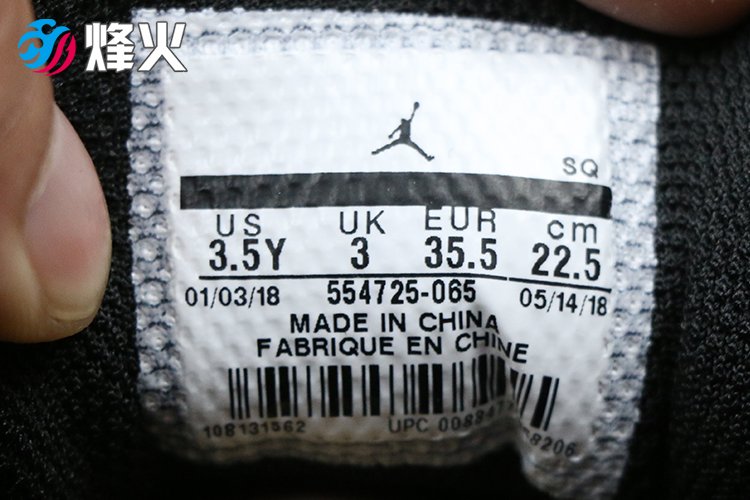 烽火
SQ
US UK EUR cm
3.5Y 3 35.5 22.5
01/03/18 554725-065 05/14/18
MADE IN CHINA
FABRIQUE EN CHINE
108131562
UPC